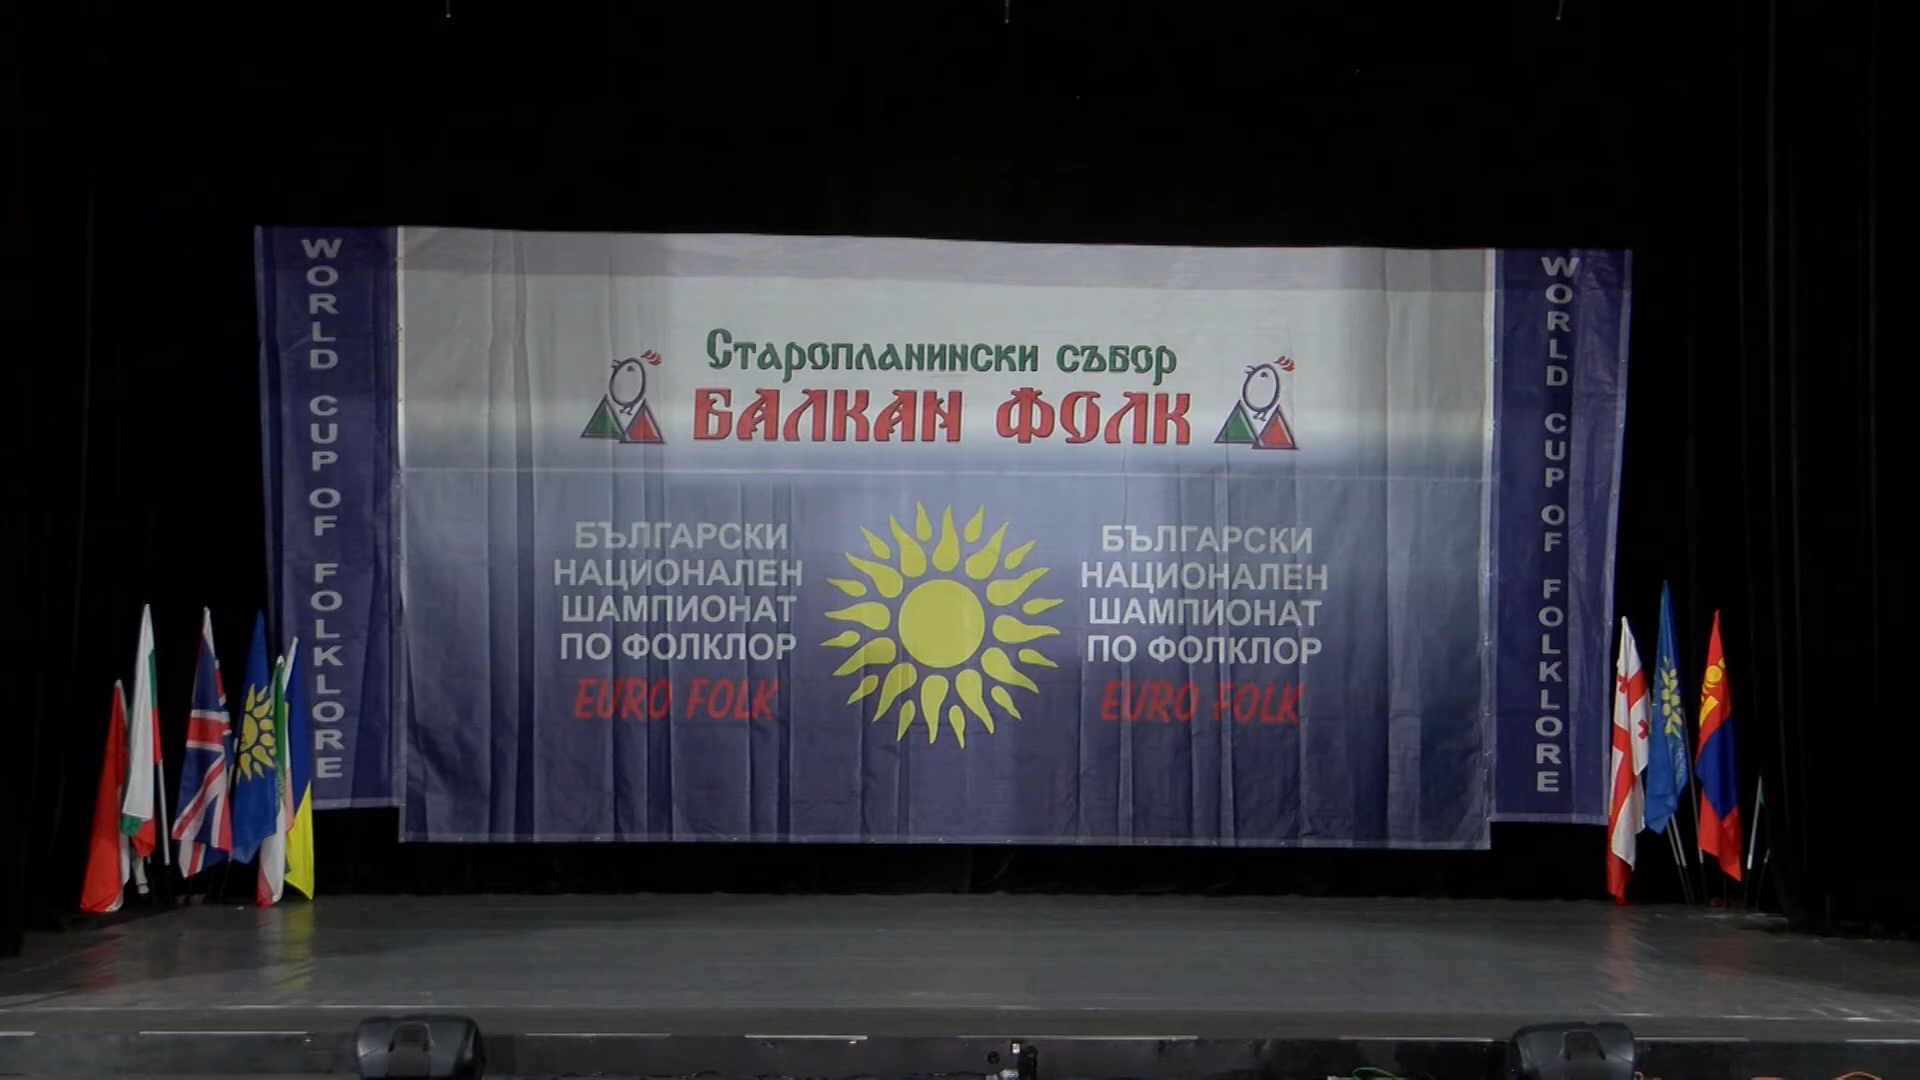 WORLD CUP OF FOLKLORE
Старопланински събор
БАЛКАН ФОЛК
БЪЛГАРСКИ
НАЦИОНАЛЕН
ШАМПИОНАТ
ПО ФОЛКЛОР
EURO FOLK
БЪЛГАРСКИ
НАЦИОНАЛЕН
ШАМПИОНАТ
ПО ФОЛКЛОР
EURO FOLK
WORLD CUP OF FOLKLORE